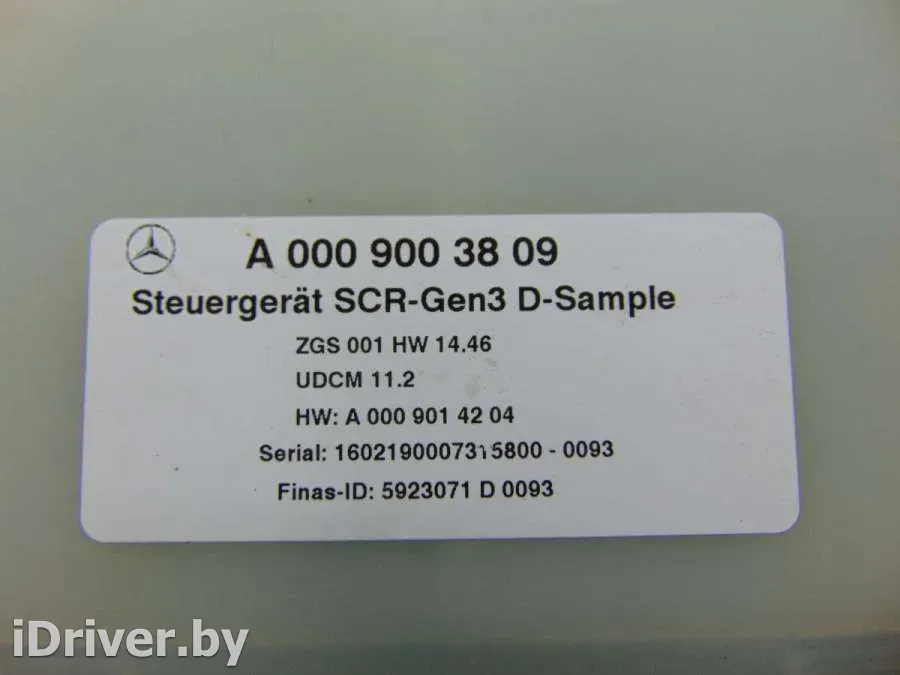 A 000 900 38 09
Steuergerät SCR-Gen3 D-Sample
ZGS 001 HW 14.46
UDCM 11.2
HW: A 000 901 42 04
Serial: 1602190007315800 - 0093
Finas-ID: 5923071 D 0093
iDriver.by